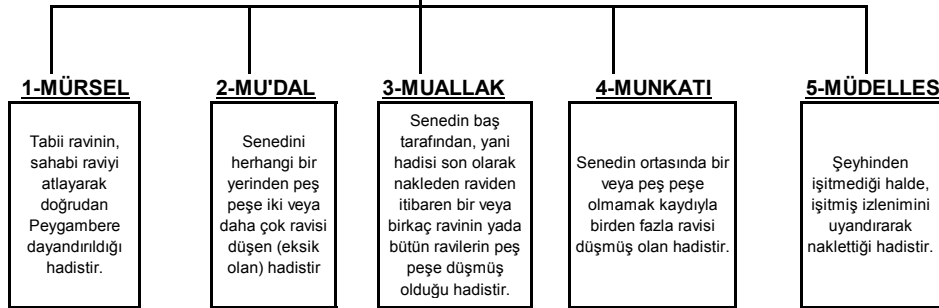 1-MÜRSEL
Tabii ravinin,
sahabi raviyi
atlayarak
doğrudan
Peygambere
dayandırıldığı
hadistir.
2-MU'DAL
Senedini
herhangi bir
yerinden peş
peşe iki veya
daha çok ravisi
düşen (eksik
olan) hadistir
3-MUALLAK
Senedin baş
tarafından, yani
hadisi son olarak
nakleden raviden
itibaren bir veya
birkaç ravinin yada
bütün ravilerin peş
peşe düşmüş
olduğu hadistir.
4-MUNKATI
Senedin ortasında bir
veya peş peşe
olmamak kaydıyla
birden fazla ravisi
düşmüş olan hadistir.
5-MÜDELLES
Şeyhinden
işitmediği halde,
işitmiş izlenimini
uyandırarak
naklettiği hadistir.